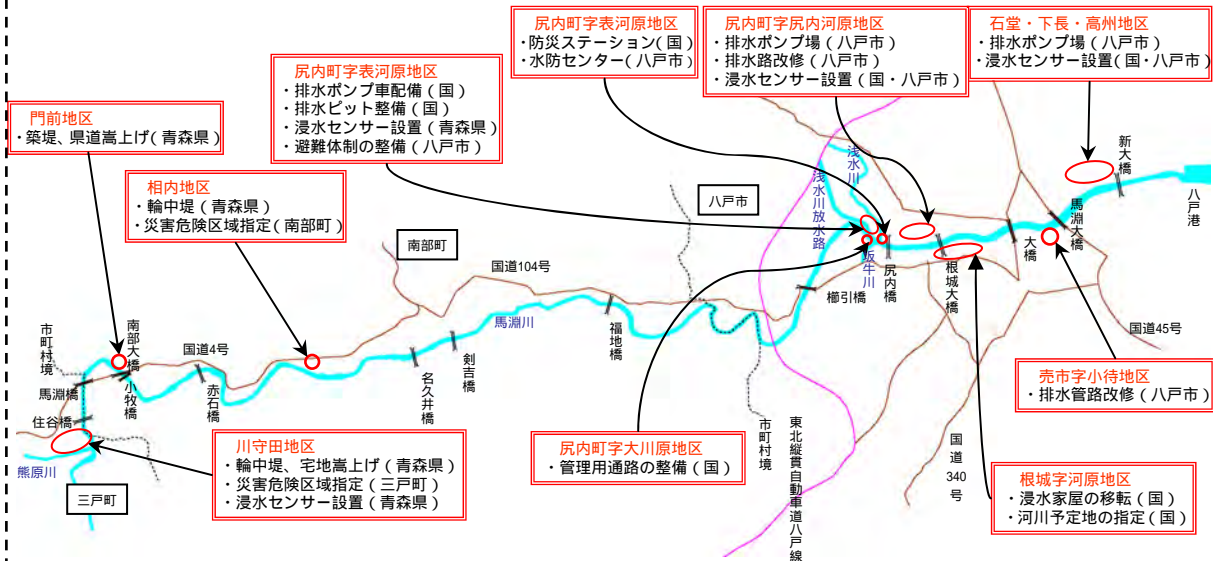 尻内町字表河原地区
・防災ステーション(国)
・水防センター(八戸市)
尻内町字尻内河原地区
・排水ポンプ場(八戸市)
・排水路改修(八戸市)
・浸水センサー設置(国・八戸市)
石堂・下長・高州地区
・排水ポンプ場(八戸市)
・浸水センサー設置(国・八戸市)
尻内町字表河原地区
・排水ポンプ車配備(国)
・排水ピット整備(国)
・浸水センサー設置(青森県)
・避難体制の整備(八戸市)
門前地区
・築堤、県道嵩上げ(青森県)
相内地区
・輪中堤(青森県)
・災害危険区域指定(南部町)
南部町
八戸市
浅水川
浅水川放水路
新大橋
八戸港
馬淵大橋
大橋
根城大橋
尻内橋
坂牛川
櫛引橋
国道104号
馬淵川
福地橋
剣吉橋
名久井橋
国道4号
赤石橋
南部大橋
小牧橋
市町村境
馬淵橋
住谷橋
熊原川
三戸町
国道45号
国道340号
市町村境
東北縦貫自動車道八戸線
川守田地区
・輪中堤、宅地嵩上げ(青森県)
・災害危険区域指定(三戸町)
・浸水センサー設置(青森県)
尻内町字大川原地区
・管理用通路の整備(国)
売市字小待地区
・排水管路改修(八戸市)
根城字河原地区
・浸水家屋の移転(国)
・河川予定地の指定(国)